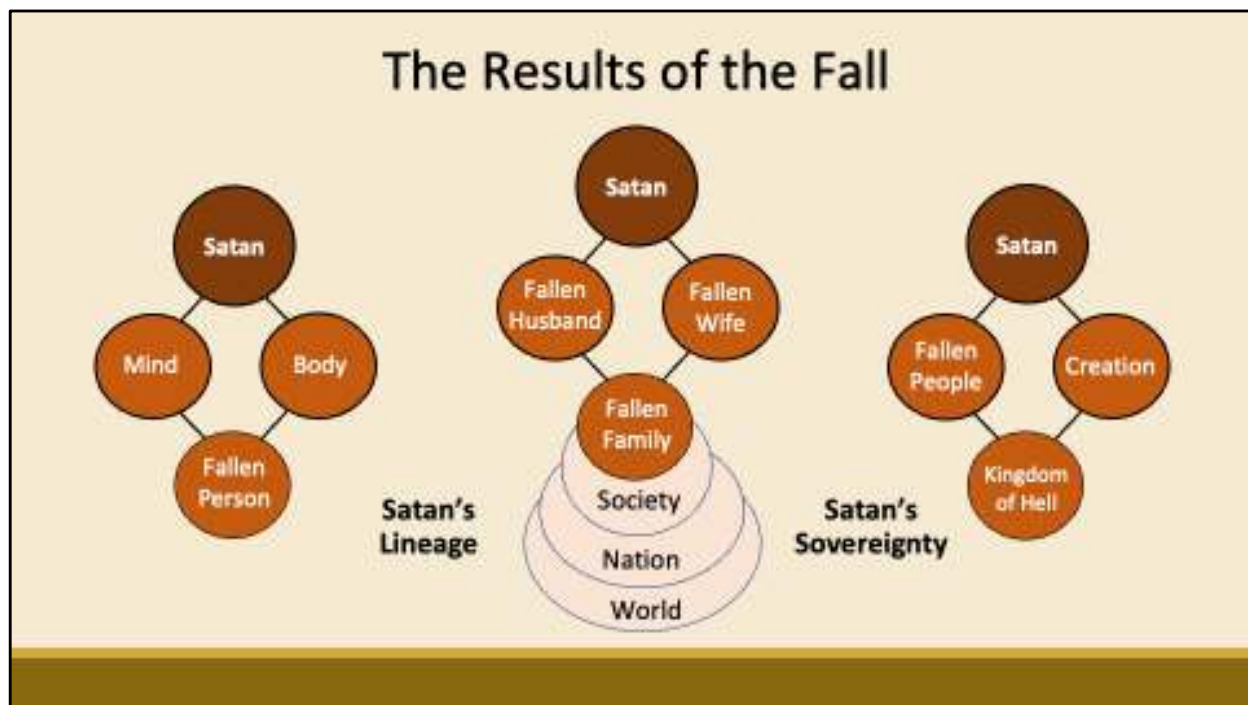 The Results of the Fall
Satan
Mind
Body
Fallen
Person
Satan
Fallen
Husband
Fallen
Wife
Fallen
Family
Society
Nation
World
Satan's
Lineage
Satan's
Sovereignty
Satan
Fallen
People
Creation
Kingdom
of Hell